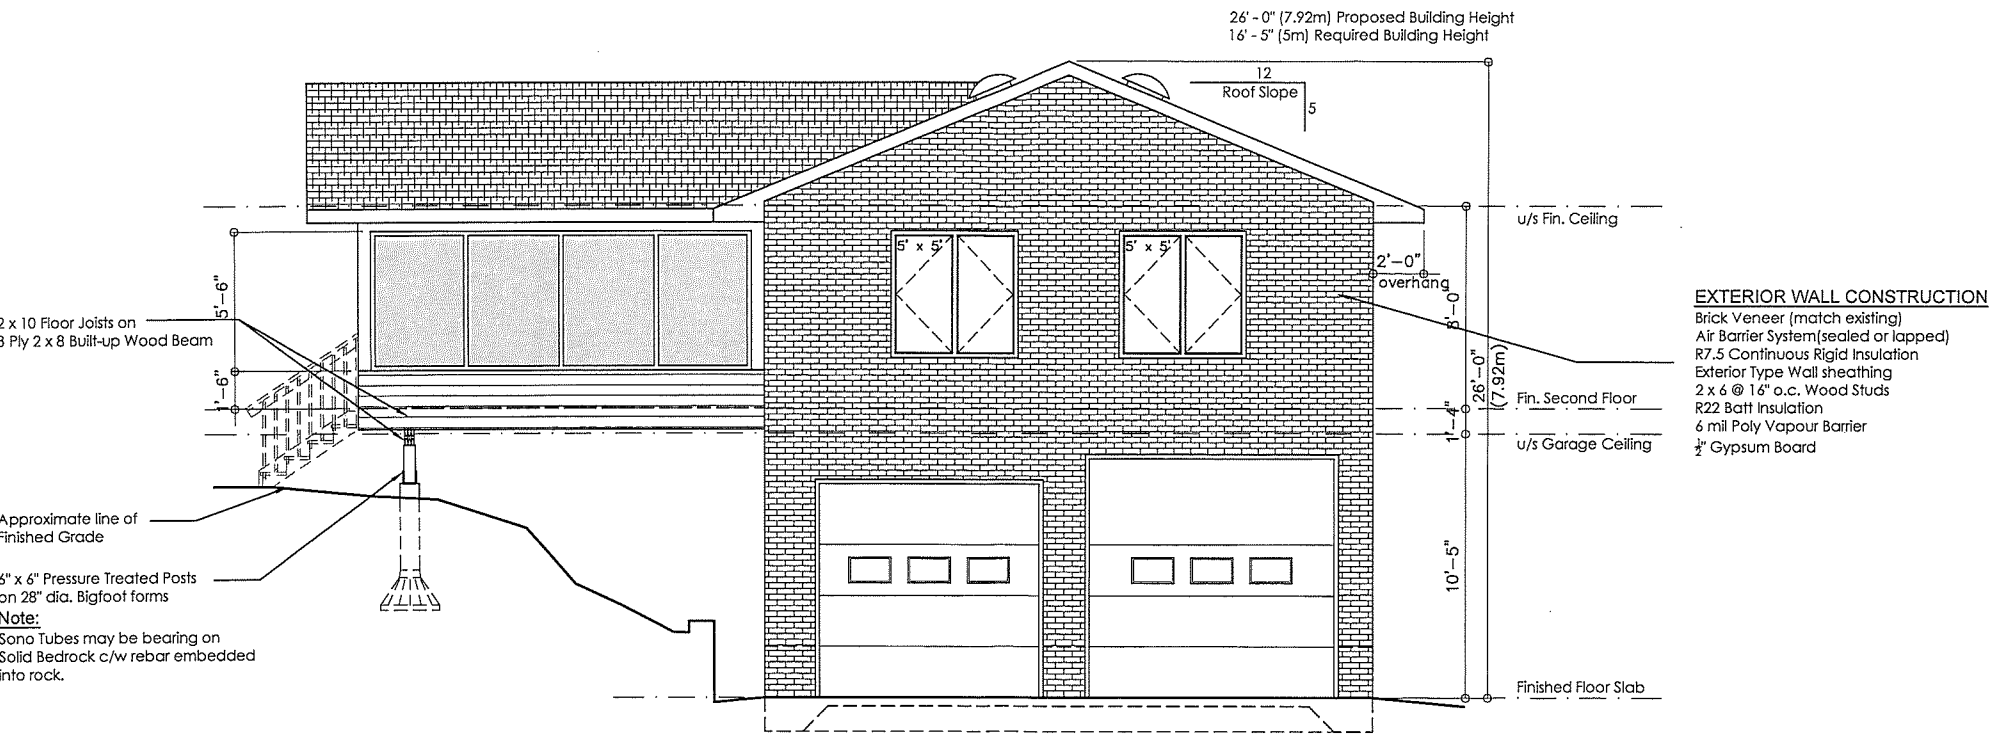 26' - 0" (7.92m) Proposed Building Height
16' - 5" (5m) Required Building Height
12
Roof Slope
5
u/s Fin. Ceiling
5' x 5'
5' x 5'
2'-0"
overhang
5'-6"
8'-0"
EXTERIOR WALL CONSTRUCTION
Brick Veneer (match existing)
Air Barrier System(sealed or lapped)
R7.5 Continuous Rigid Insulation
Exterior Type Wall sheathing
2 x 6 @ 16" o.c. Wood Studs
R22 Batt Insulation
6 mil Poly Vapour Barrier
½" Gypsum Board
2 x 10 Floor Joists on
3 Ply 2 x 8 Built-up Wood Beam
26'-0"
(7.92m)
1'-6"
Fin. Second Floor
1'-4"
u/s Garage Ceiling
Approximate line of
Finished Grade
10'-5"
6" x 6" Pressure Treated Posts
on 28" dia. Bigfoot forms
Note:
Sono Tubes may be bearing on
Solid Bedrock c/w rebar embedded
into rock.
Finished Floor Slab